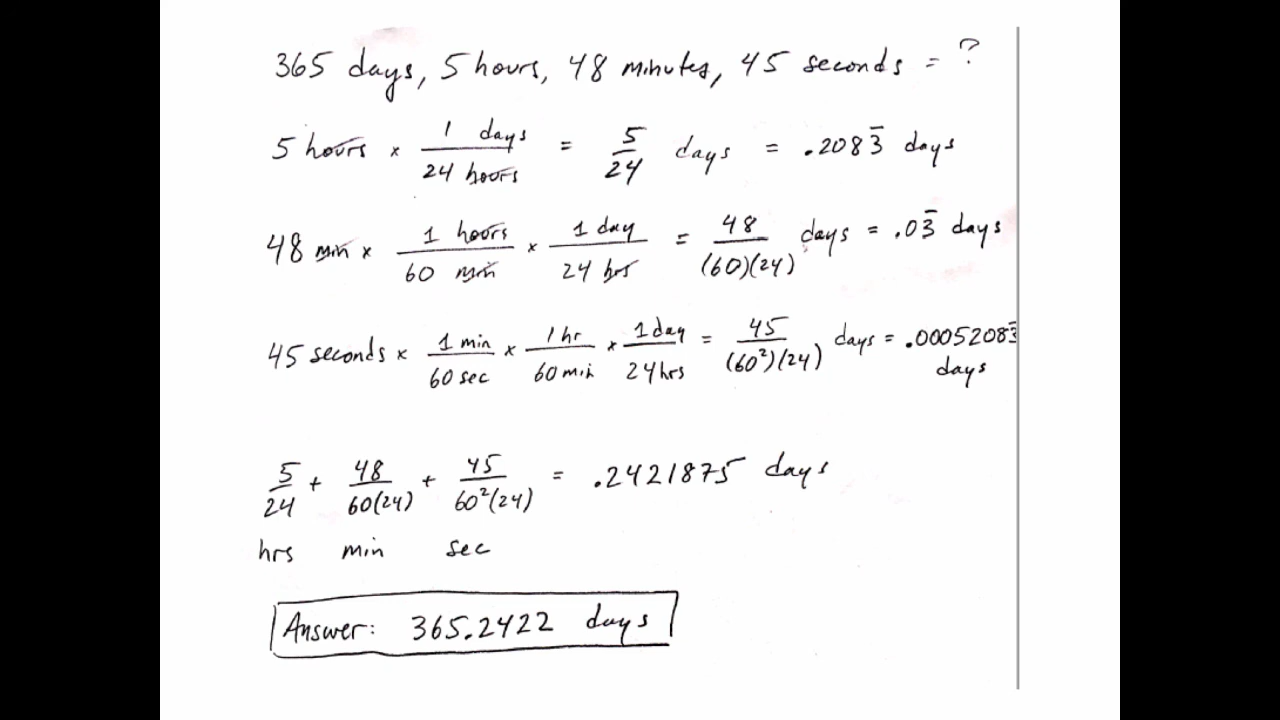 365 days, 5 hours, 48 minutes, 45 seconds = ?
5 hours × 1 days / 24 hours = 5/24 days = .2083̅ days
48 min × 1 hours / 60 min × 1 day / 24 hrs = 48 / (60)(24) days = .03̅ days
45 seconds × 1 min / 60 sec × 1 hr / 60 min × 1 day / 24 hrs = 45 / (60²)(24) days = .00052083̅
days
5/24 + 48 / 60(24) + 45 / 60²(24) = .2421875 days
hrs min sec
Answer: 365.2422 days